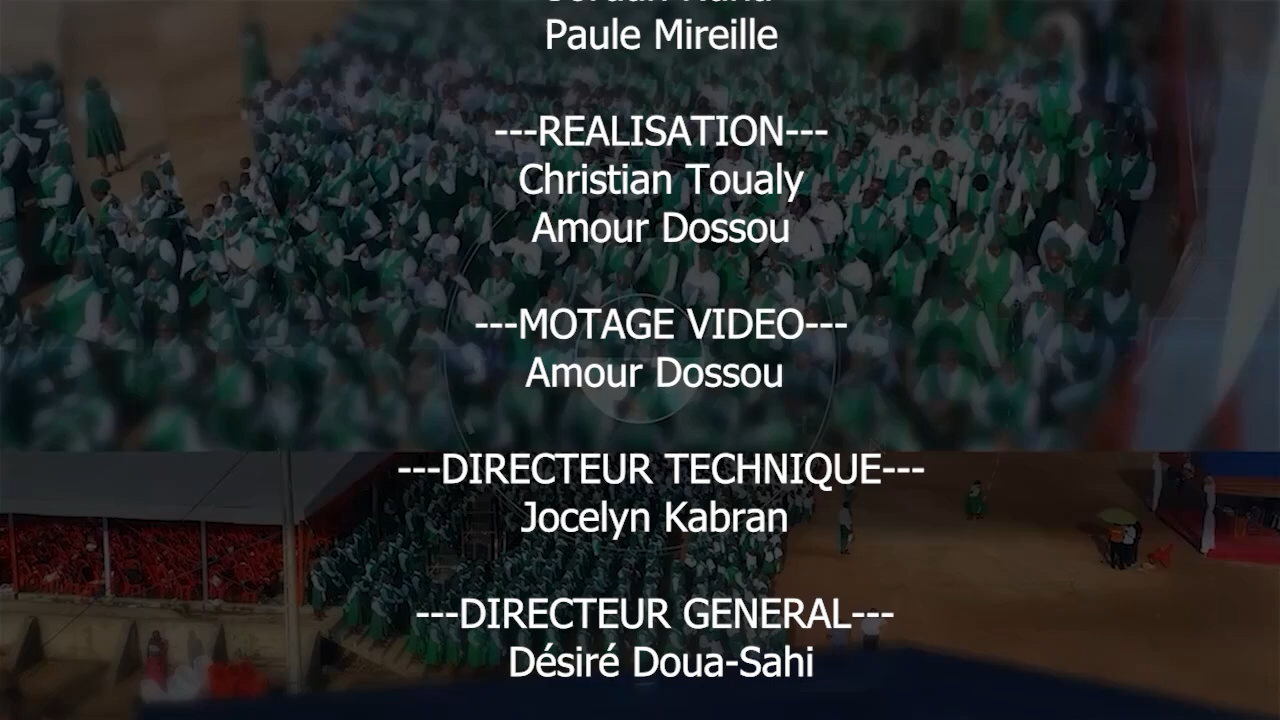 Paule Mireille
---REALISATION---
Christian Toualy
Amour Dossou
---MOTAGE VIDEO---
Amour Dossou
---DIRECTEUR TECHNIQUE---
Jocelyn Kabran
---DIRECTEUR GENERAL---
Désiré Doua-Sahi